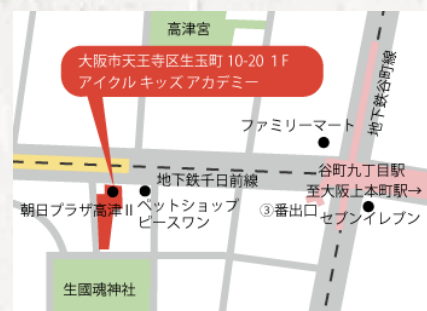 高津宮
大阪市天王寺区生玉町 10-20 1F
アイクル キッズ アカデミー
地下鉄谷町線
ファミリーマート
谷町九丁目駅
至大阪上本町駅→
地下鉄千日前線
朝日プラザ高津Ⅱ
ペットショップ
ピースワン
③番出口
セブンイレブン
生國魂神社